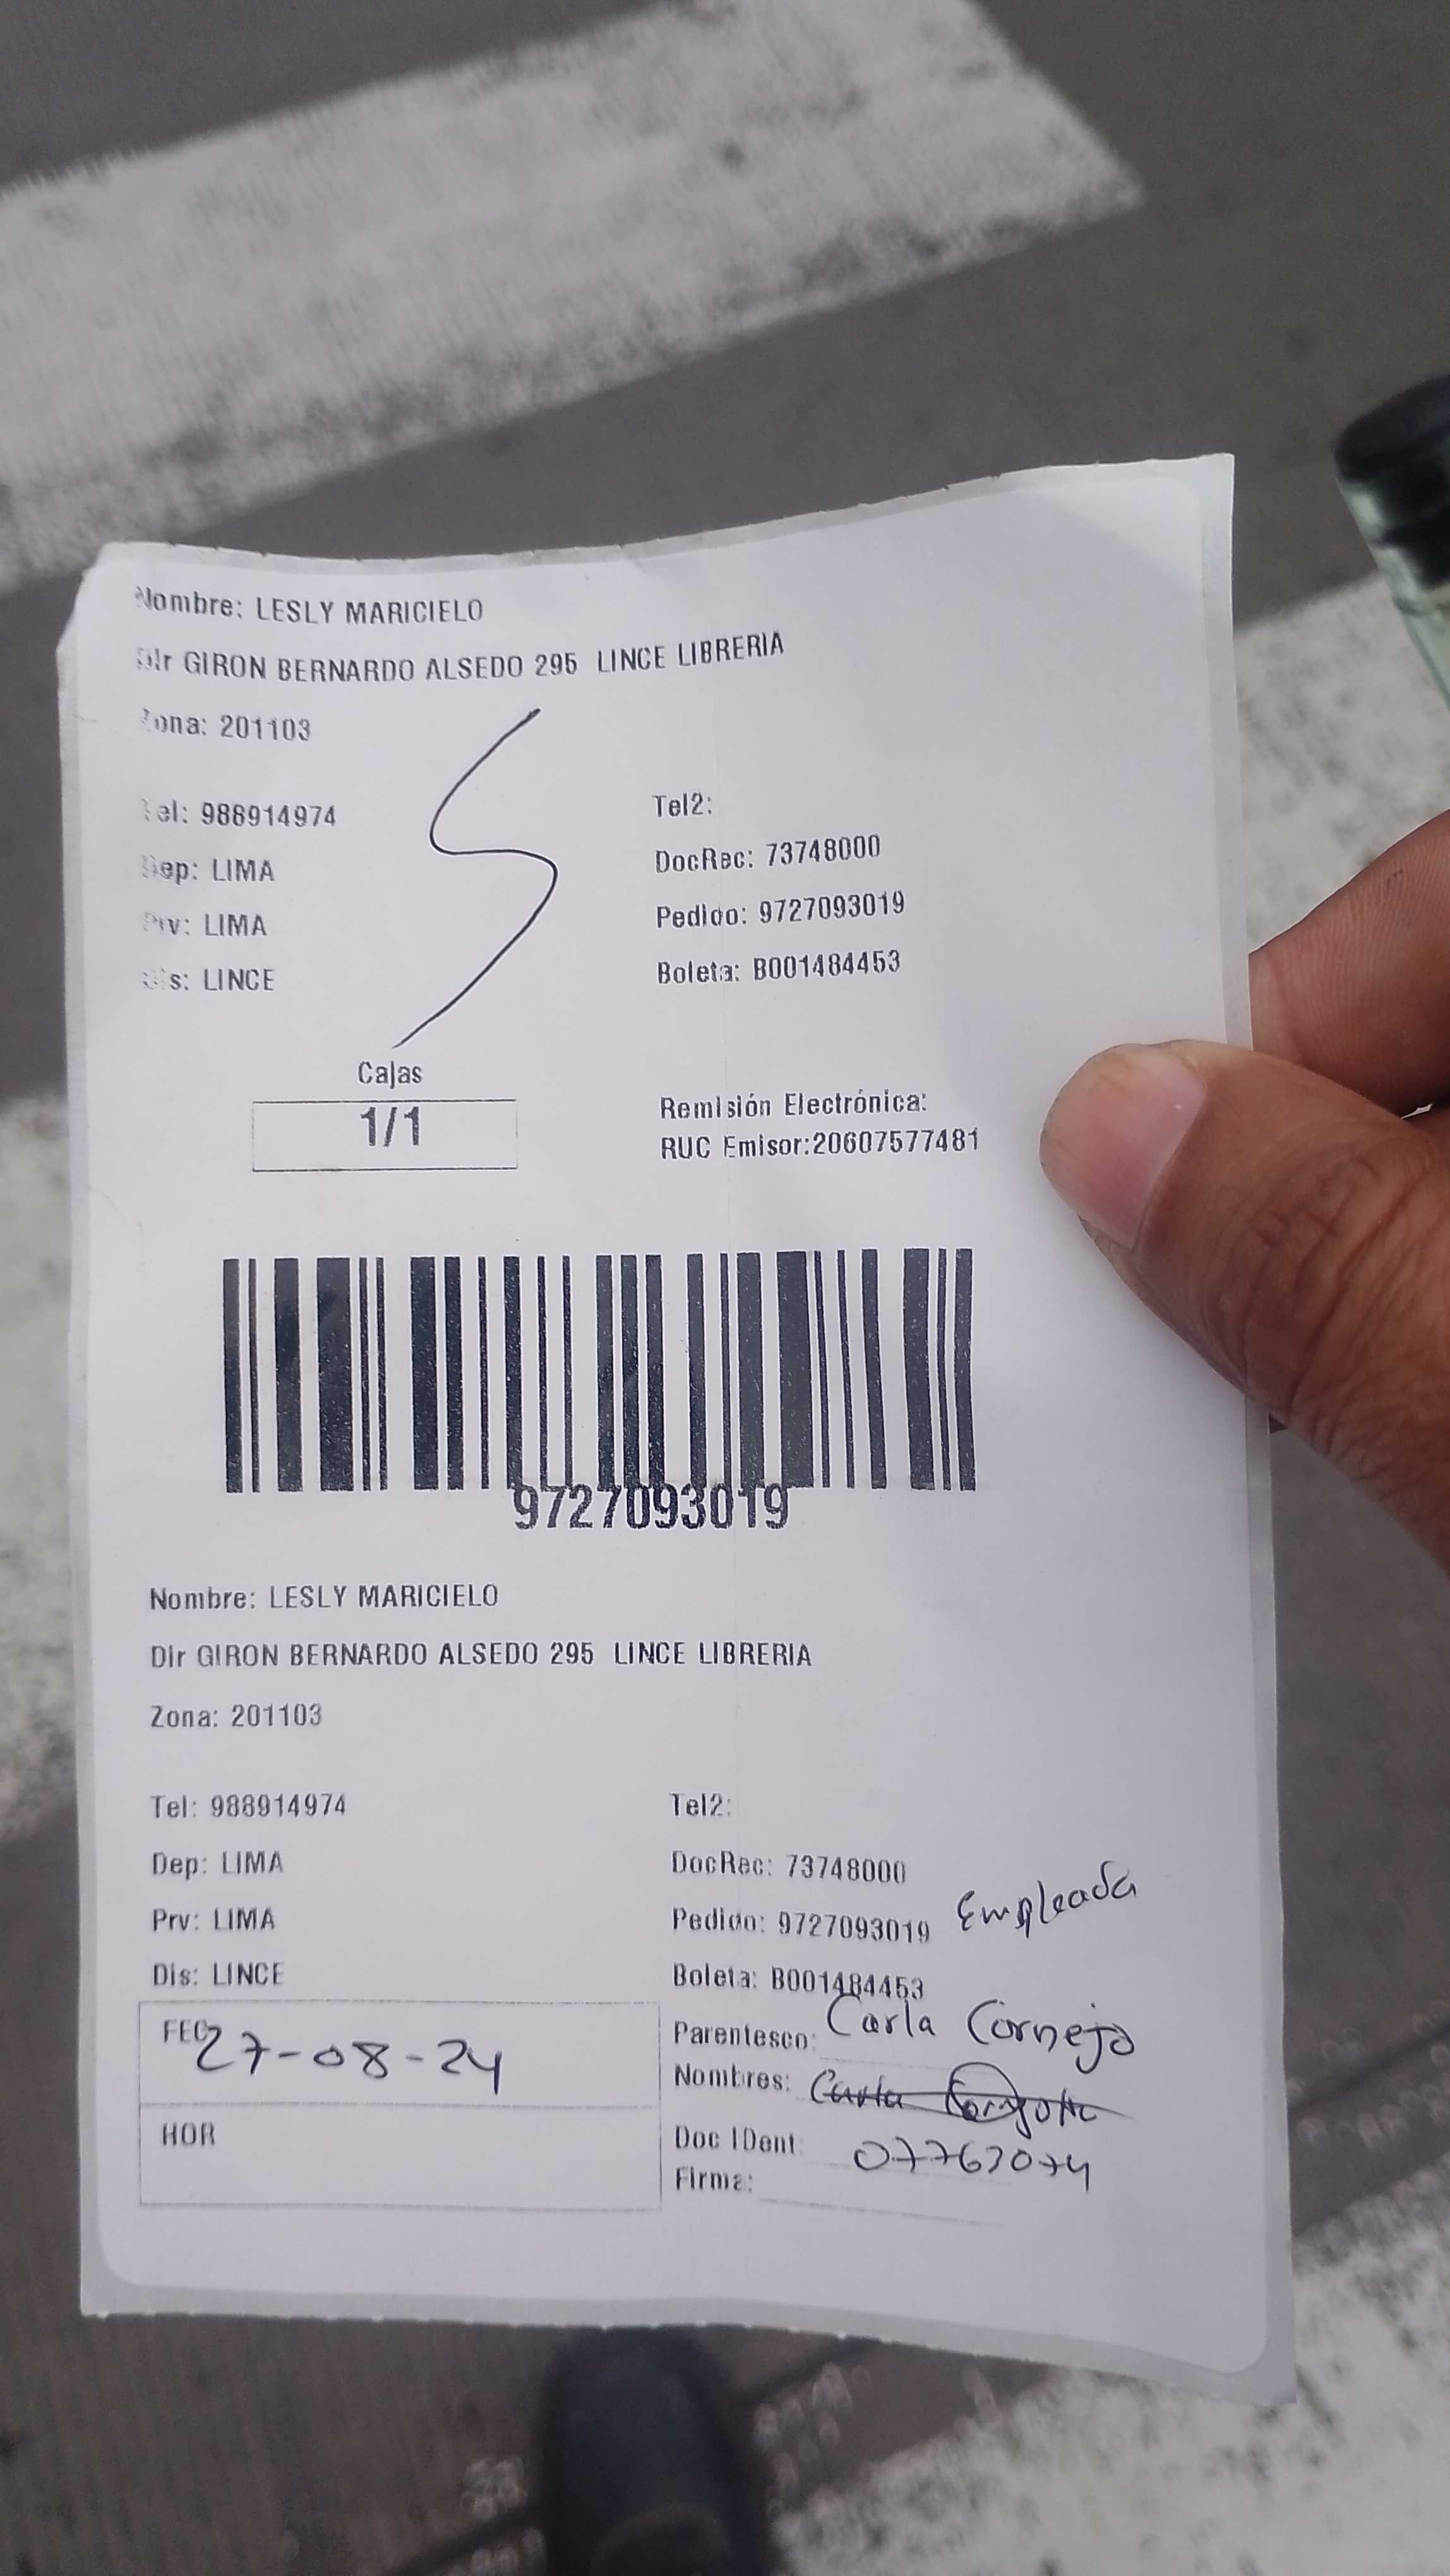 Nombre: LESLY MARICIELO
Dir GIRON BERNARDO ALSEDO 295 LINCE LIBRERIA
Zona: 201103
Tel: 988914974
Tel2:
Dep: LIMA
DocRec: 73748000
Prv: LIMA
Pedido: 9727093019
Dis: LINCE
Boleta: B001484453
Cajas
1/1
Remisión Electrónica:
RUC Emisor:20607577481
9727093019
Nombre: LESLY MARICIELO
Dir GIRON BERNARDO ALSEDO 295 LINCE LIBRERIA
Zona: 201103
Tel: 988914974
Tel2:
Dep: LIMA
DocRec: 73748000
Prv: LIMA
Pedido: 9727093019 Empleada
Dis: LINCE
Boleta: B001484453
FEC 27-08-24
Parentesco: Carla Cornejo
Nombres: Carla
HOR
Doc IDent: 07763074
Firma: